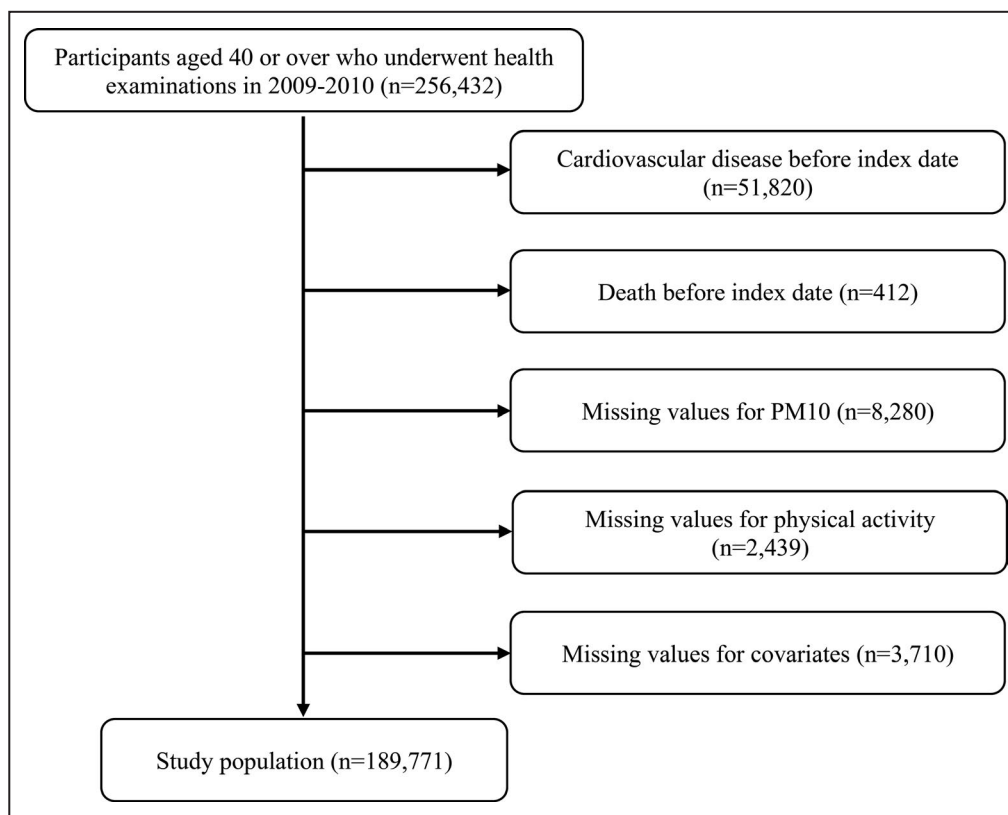 Participants aged 40 or over who underwent health
examinations in 2009-2010 (n=256,432)
Cardiovascular disease before index date
(n=51,820)
Death before index date (n=412)
Missing values for PM10 (n=8,280)
Missing values for physical activity
(n=2,439)
Missing values for covariates (n=3,710)
Study population (n=189,771)